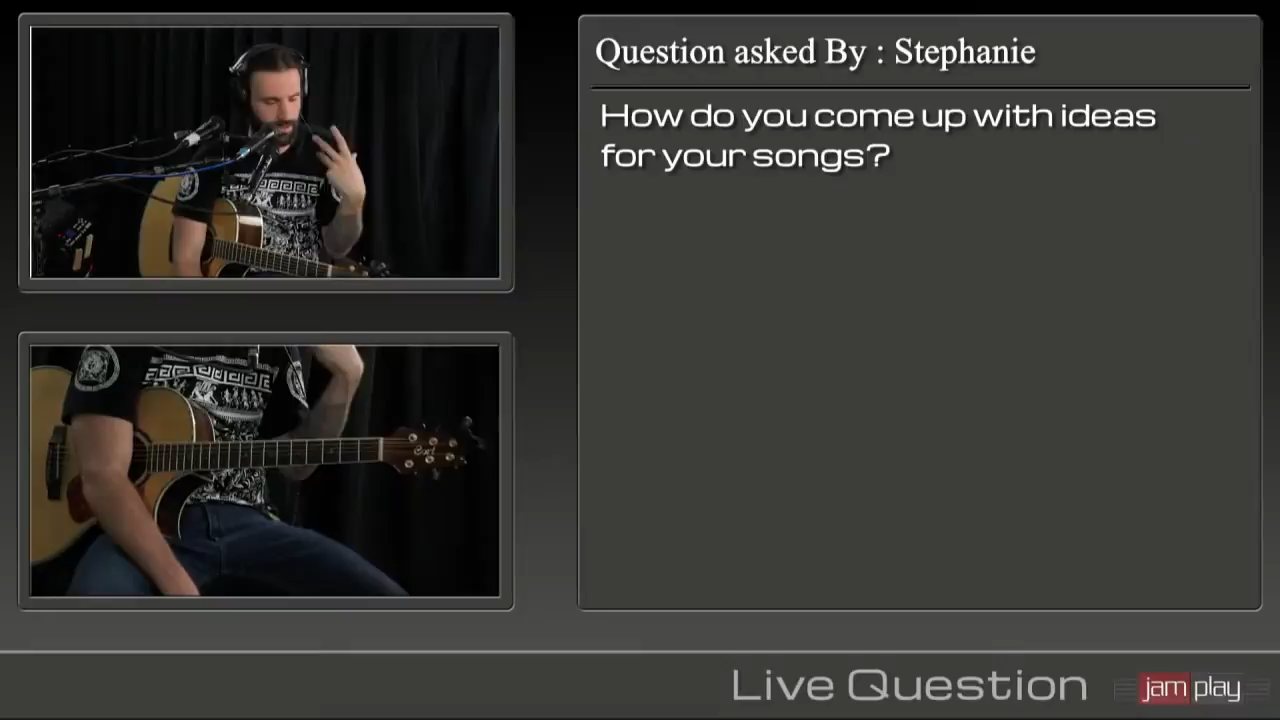 Question asked By : Stephanie
How do you come up with ideas
for your songs?
Live Question
jam play